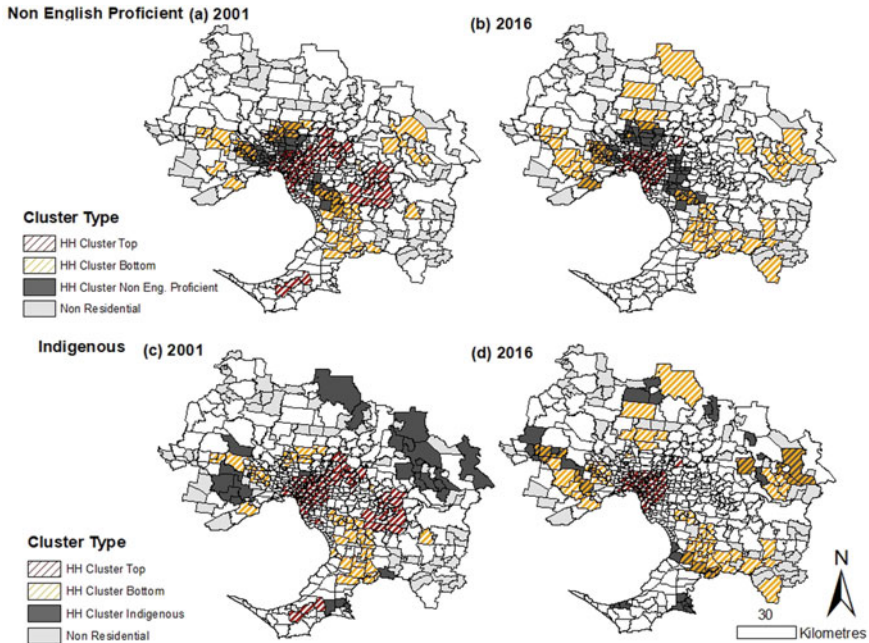 Non English Proficient (a) 2001
(b) 2016
Cluster Type
HH Cluster Top
HH Cluster Bottom
HH Cluster Non Eng. Proficient
Non Residential
Indigenous
(c) 2001
(d) 2016
Cluster Type
HH Cluster Top
HH Cluster Bottom
HH Cluster Indigenous
Non Residential
N
30
Kilometres